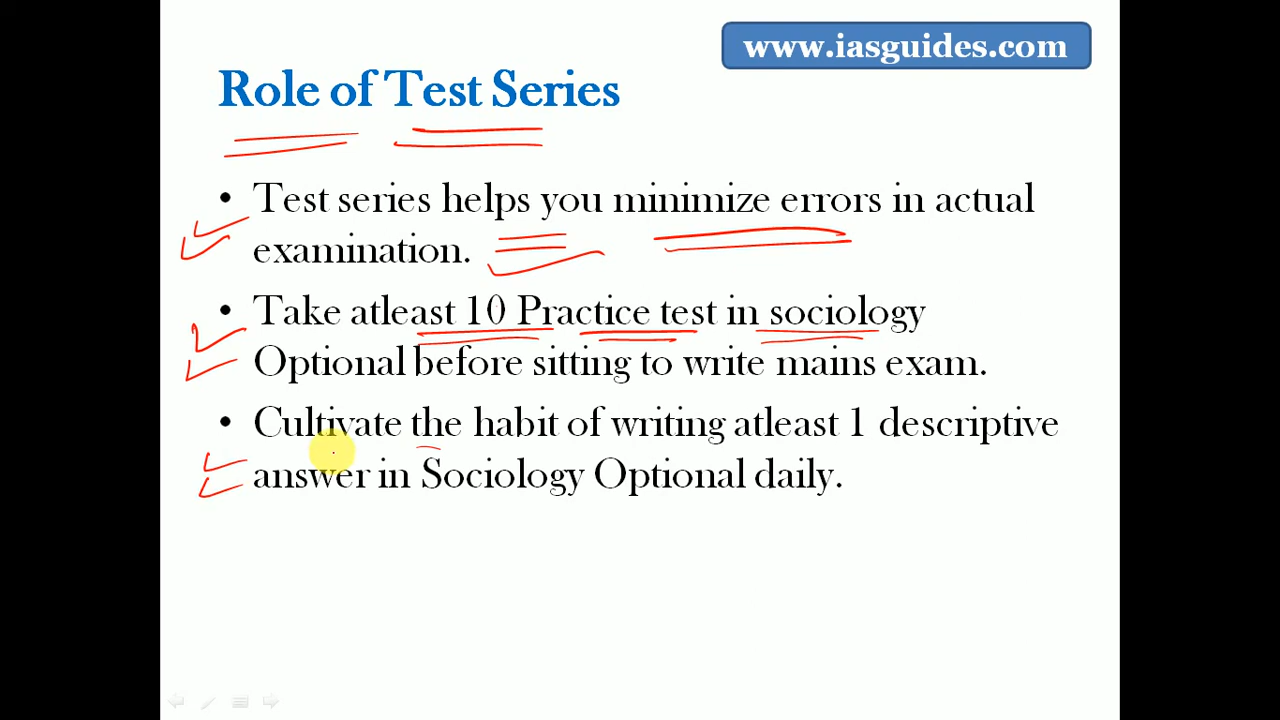 www.iasguides.com
Role of Test Series
• Test series helps you minimize errors in actual
examination.
• Take atleast 10 Practice test in sociology
Optional before sitting to write mains exam.
• Cultivate the habit of writing atleast 1 descriptive
answer in Sociology Optional daily.